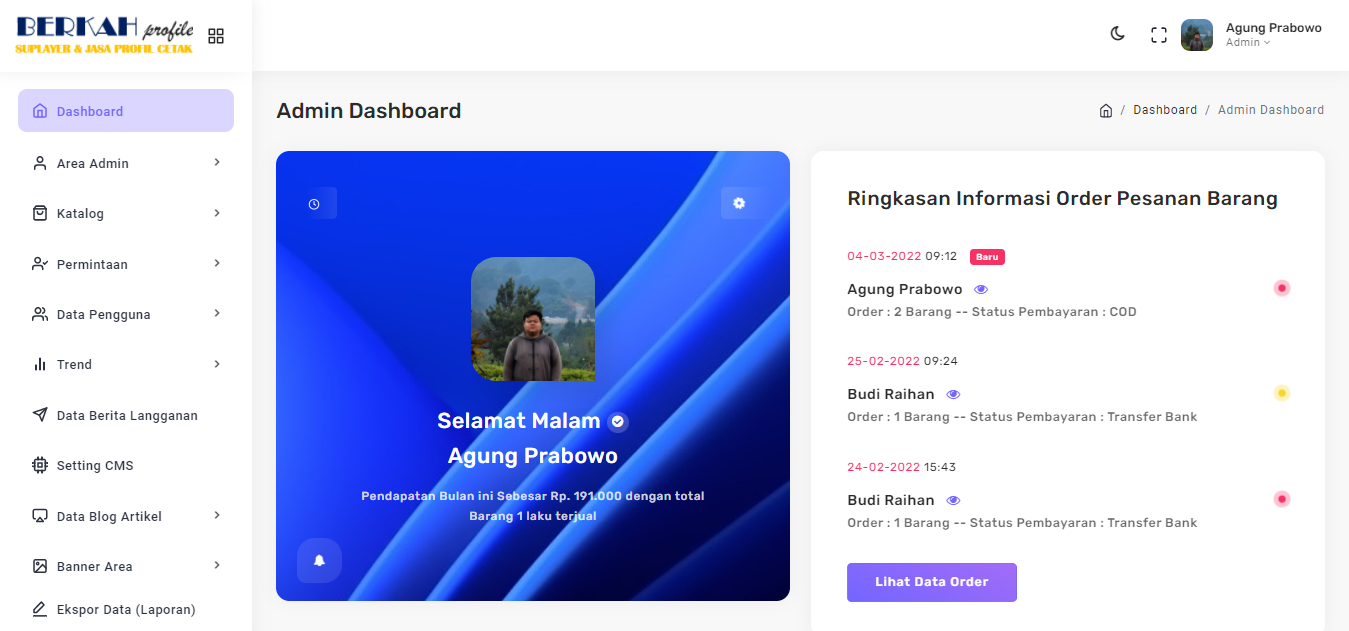 BERKAH profile
SUPLAYER & JASA PROFIL CETAK
Agung Prabowo
Admin
Dashboard
Area Admin
Katalog
Permintaan
Data Pengguna
Trend
Data Berita Langganan
Setting CMS
Data Blog Artikel
Banner Area
Ekspor Data (Laporan)
Admin Dashboard
/ Dashboard / Admin Dashboard
Selamat Malam
Agung Prabowo
Pendapatan Bulan ini Sebesar Rp. 191.000 dengan total
Barang 1 laku terjual
Ringkasan Informasi Order Pesanan Barang
04-03-2022 09:12 Baru
Agung Prabowo
Order : 2 Barang -- Status Pembayaran : COD
25-02-2022 09:24
Budi Raihan
Order : 1 Barang -- Status Pembayaran : Transfer Bank
24-02-2022 15:43
Budi Raihan
Order : 1 Barang -- Status Pembayaran : Transfer Bank
Lihat Data Order